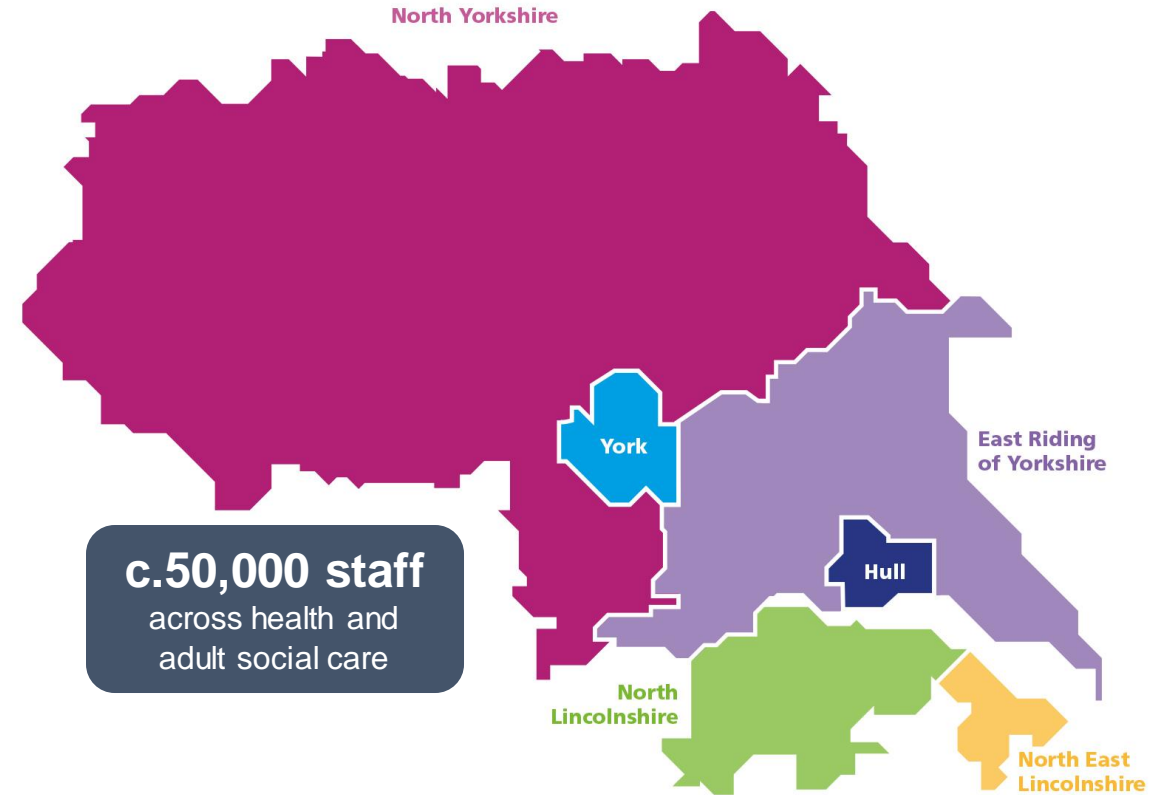 North Yorkshire
York
East Riding
of Yorkshire
Hull
c.50,000 staff
across health and
adult social care
North
Lincolnshire
North East
Lincolnshire